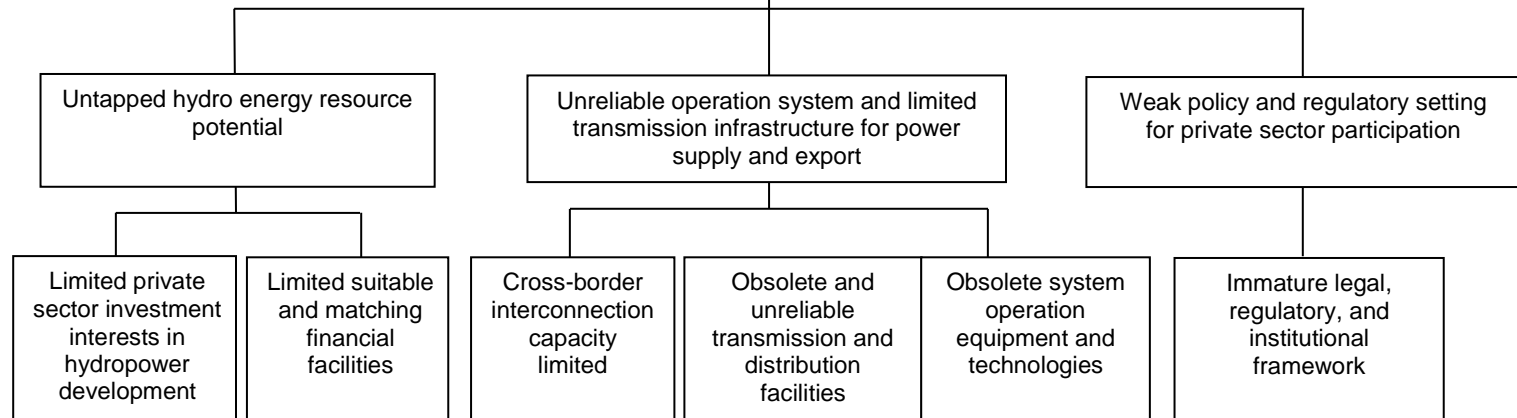 Untapped hydro energy resource
potential
Unreliable operation system and limited
transmission infrastructure for power
supply and export
Weak policy and regulatory setting
for private sector participation
Limited private
sector investment
interests in
hydropower
development
Limited suitable
and matching
financial
facilities
Cross-border
interconnection
capacity
limited
Obsolete and
unreliable
transmission and
distribution
facilities
Obsolete system
operation
equipment and
technologies
Immature legal,
regulatory, and
institutional
framework